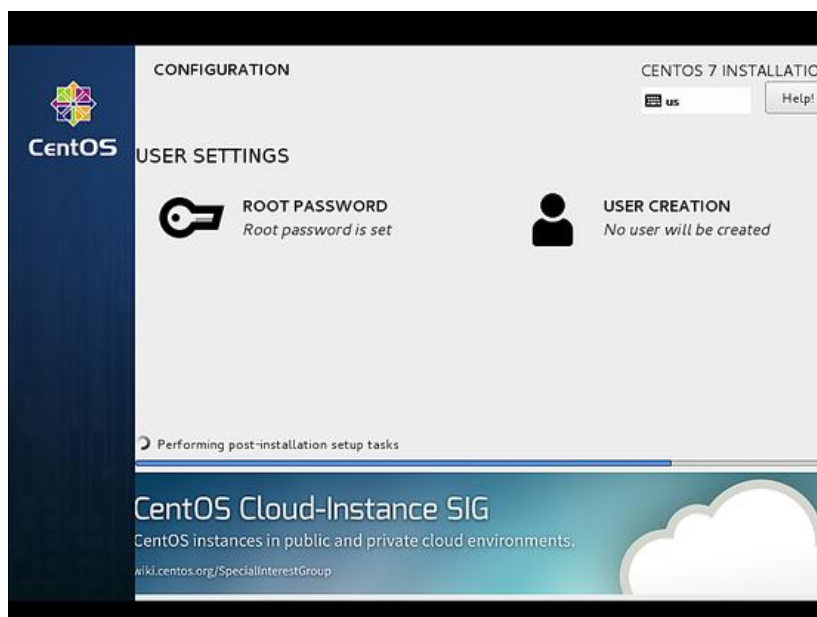 CentOS
CONFIGURATION
CENTOS 7 INSTALLATIO
us
Help!
USER SETTINGS
ROOT PASSWORD
Root password is set
USER CREATION
No user will be created
Performing post-installation setup tasks
CentOS Cloud-Instance SIG
CentOS instances in public and private cloud environments.
wiki.centos.org/SpecialInterestGroup